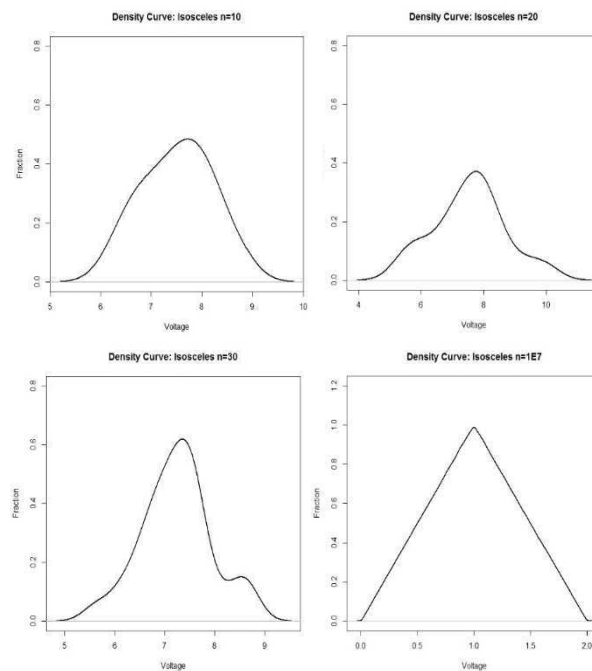 Density Curve: Isosceles n=10
0.8
0.6
0.4
0.2
0.0
Fraction
5 6 7 8 9 10
Voltage
Density Curve: Isosceles n=20
0.8
0.6
0.4
0.2
0.0
4 6 8 10
Voltage
Density Curve: Isosceles n=30
0.8
0.6
0.4
0.2
0.0
Fraction
5 6 7 8 9
Voltage
Density Curve: Isosceles n=1E7
1.2
1.0
0.8
0.6
0.4
0.2
0.0
Fraction
0.0 0.5 1.0 1.5 2.0
Voltage